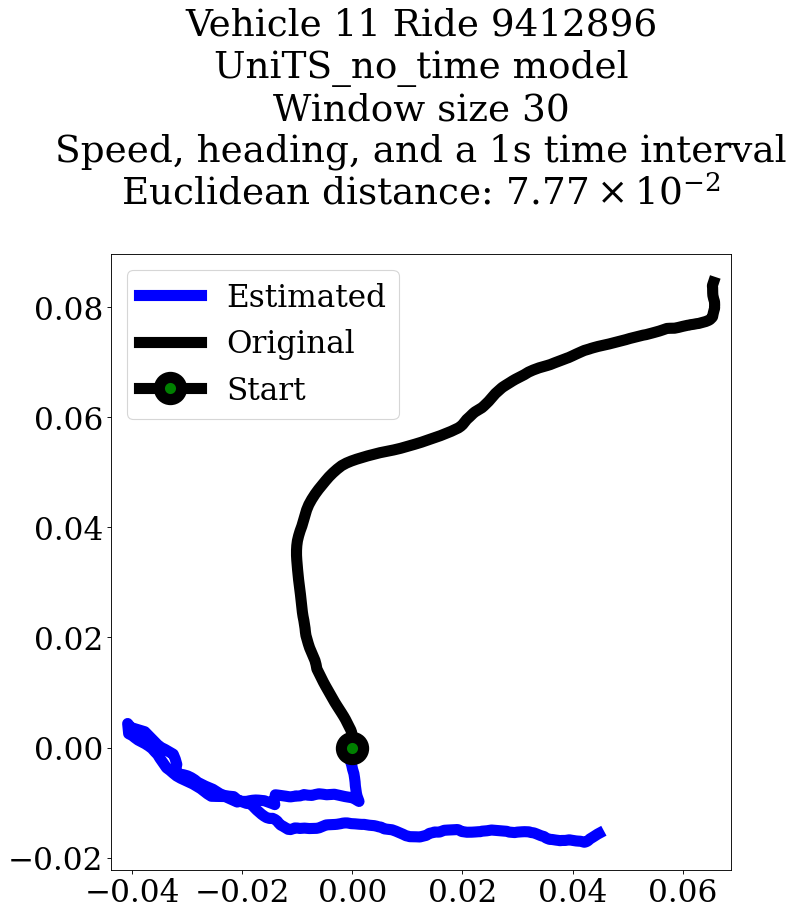 Vehicle 11 Ride 9412896
UniTS_no_time model
Window size 30
Speed, heading, and a 1s time interval
Euclidean distance: 7.77 × 10⁻²
Estimated
Original
Start
0.08
0.06
0.04
0.02
0.00
−0.02
−0.04 −0.02 0.00 0.02 0.04 0.06